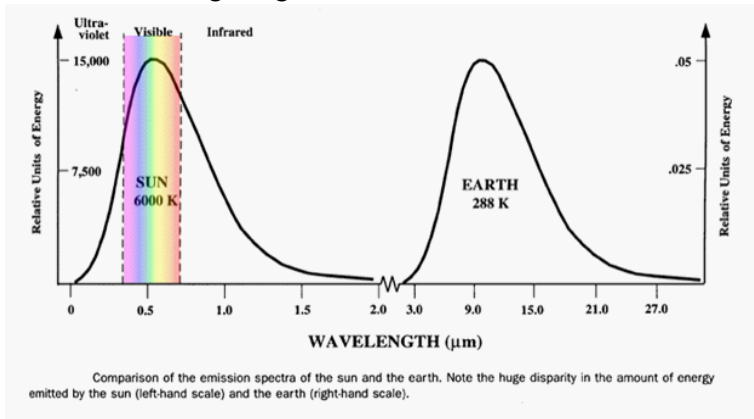 Ultra-
violet
Visible
Infrared
15,000
7,500
Relative Units of Energy
SUN
6000 K
EARTH
288 K
.05
.025
Relative Units of Energy
0
0.5
1.0
1.5
2.0
3.0
9.0
15.0
21.0
27.0
WAVELENGTH (μm)
Comparison of the emission spectra of the sun and the earth. Note the huge disparity in the amount of energy
emitted by the sun (left-hand scale) and the earth (right-hand scale).